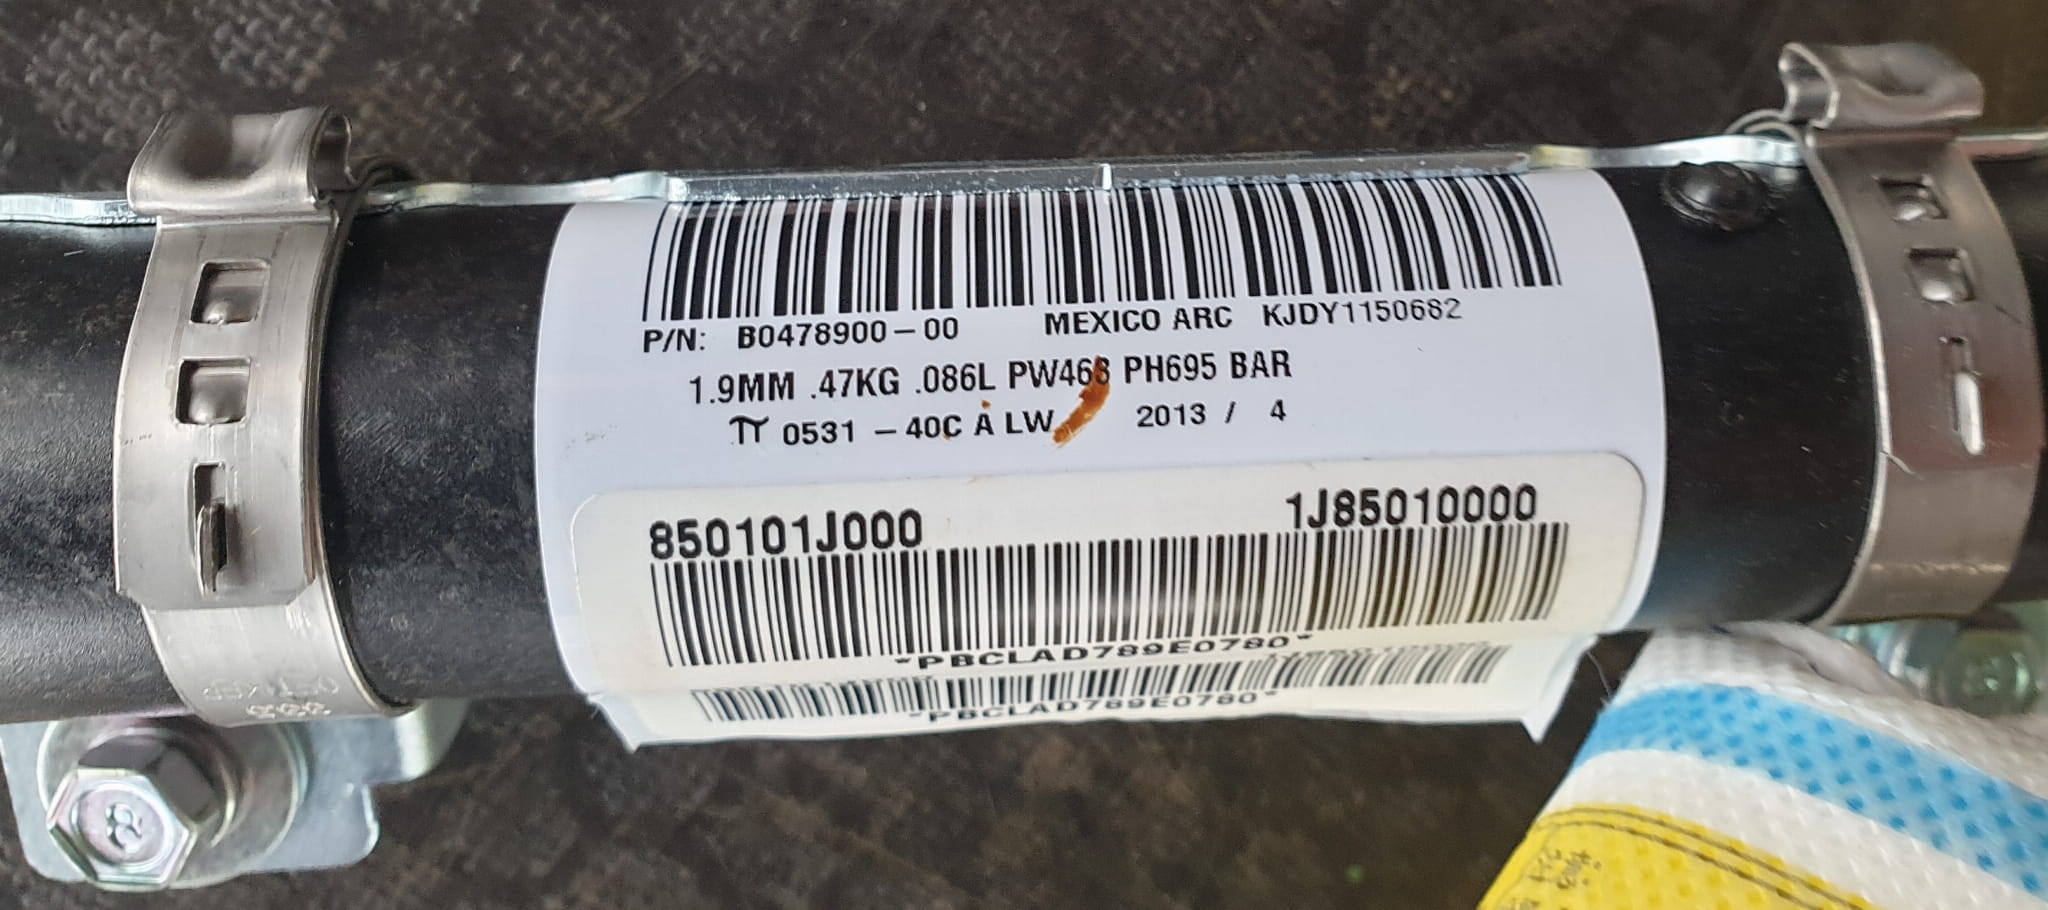 P/N: B0478900-00 MEXICO ARC KJDY1150682
1.9MM .47KG .086L PW468 PH695 BAR
π 0531 -40C A LW 2013 / 4
850101J000 1J85010000
*PBCLAD789E0780*
*PBCLAD789E0780*
8